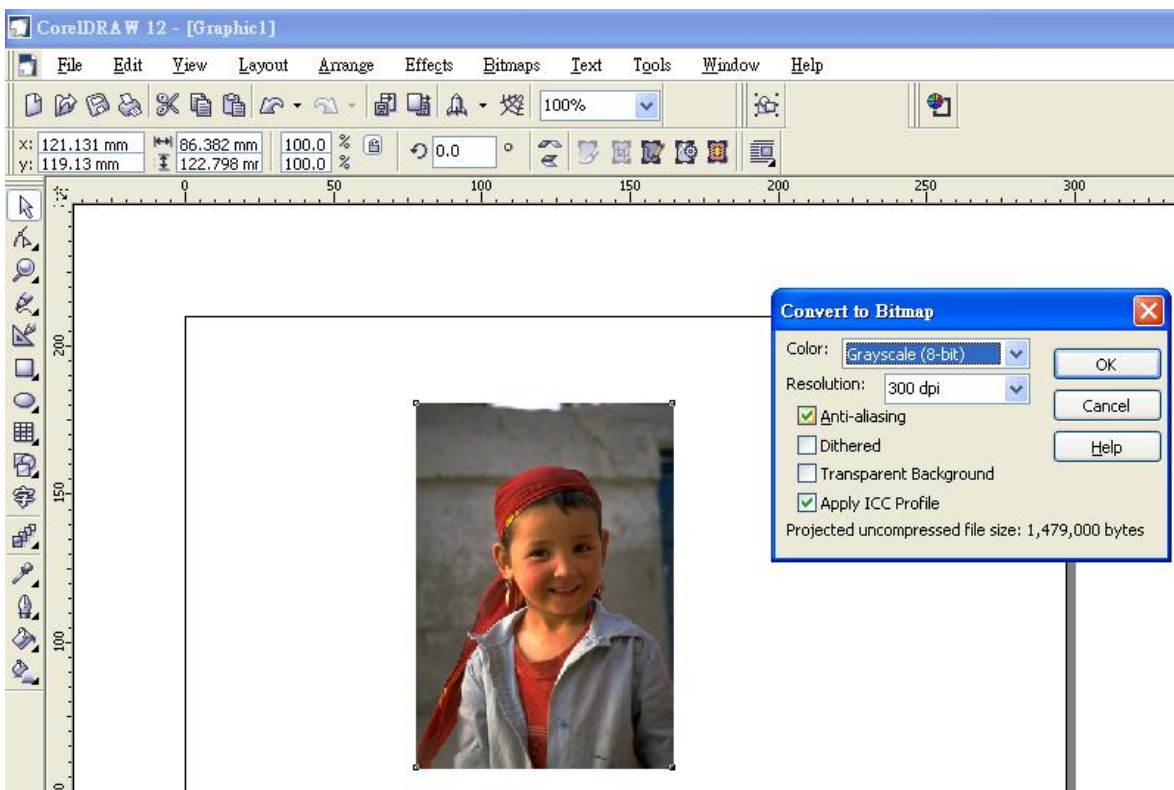 CorelDRAW 12 - [Graphic1]
File Edit View Layout Arrange Effects Bitmaps Text Tools Window Help
100%
x: 121.131 mm 86.382 mm 100.0 % 0.0 °
y: 119.13 mm 122.798 mr 100.0 %
0 50 100 150 200 250 300
Convert to Bitmap
Color: Grayscale (8-bit) OK
Resolution: 300 dpi
Cancel
Anti-aliasing
Dithered Help
Transparent Background
Apply ICC Profile
Projected uncompressed file size: 1,479,000 bytes
200
150
字
100